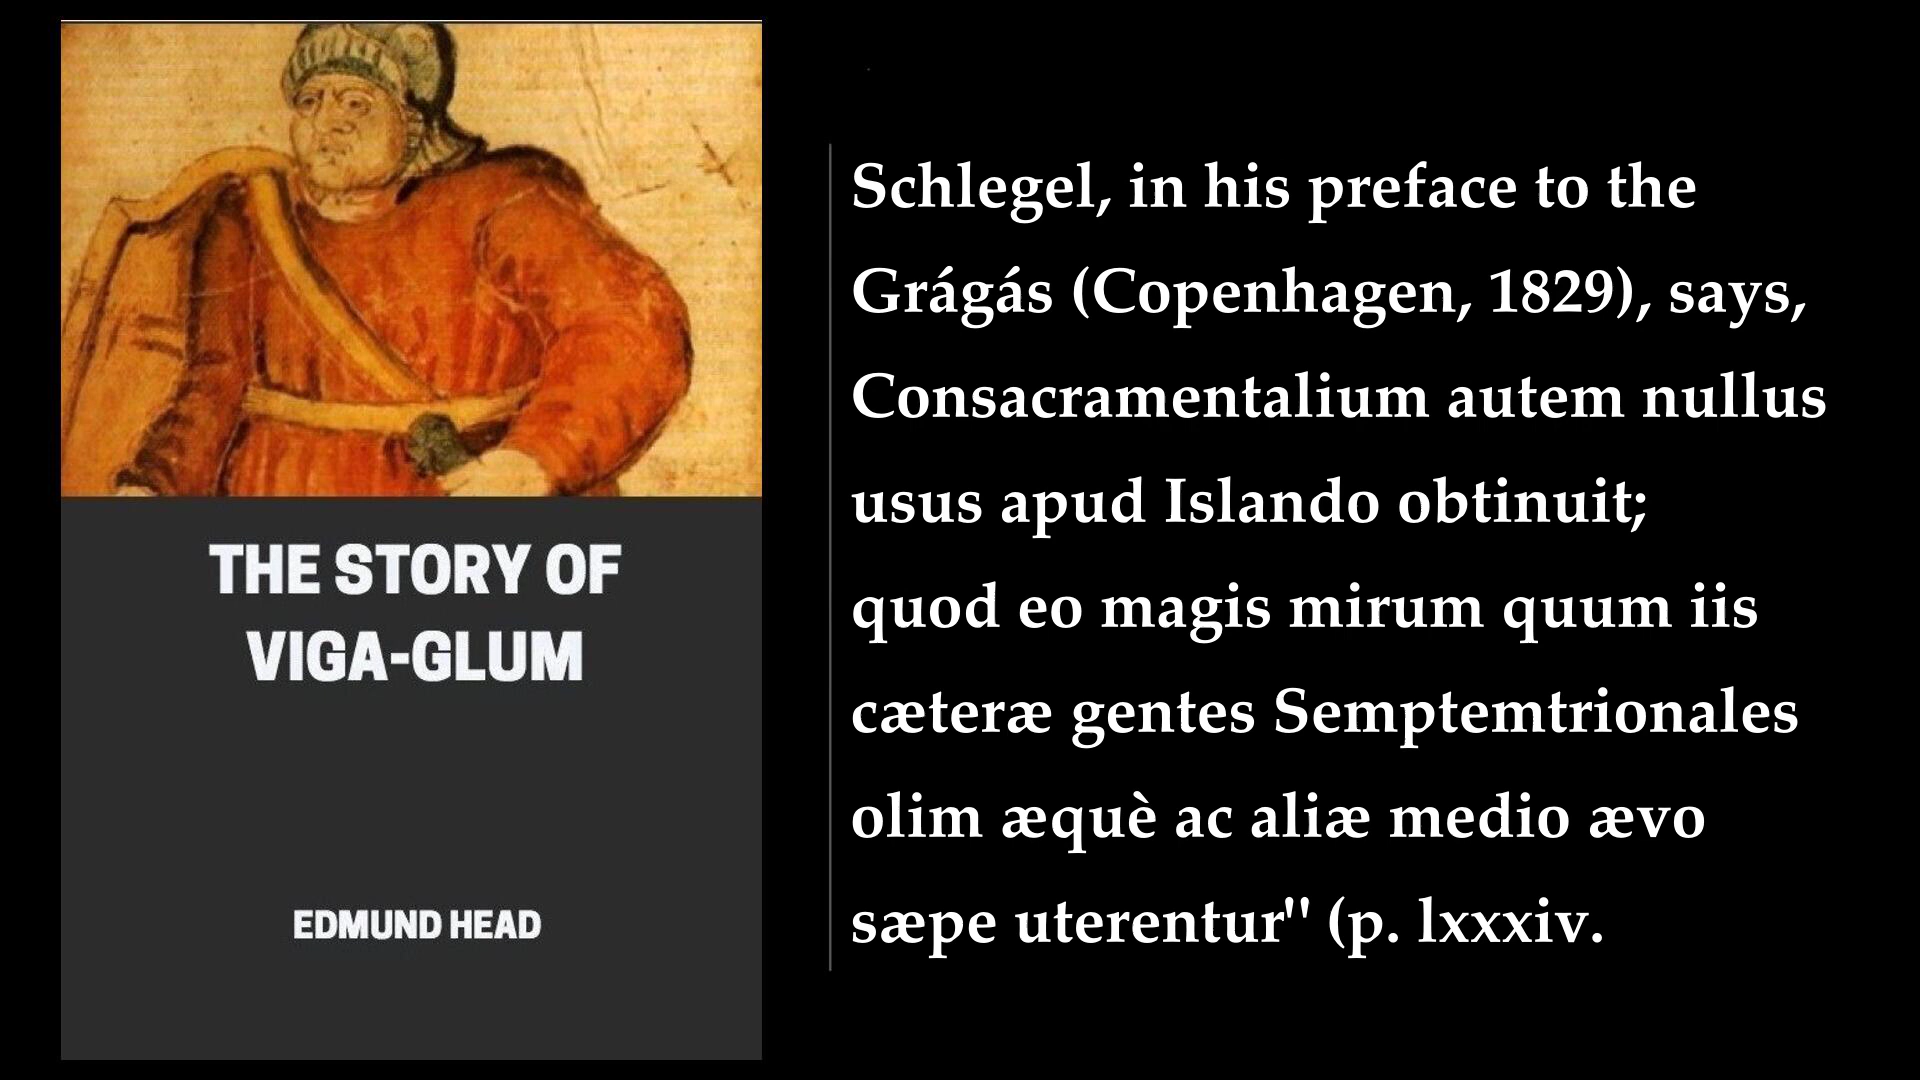 THE STORY OF
VIGA-GLUM
EDMUND HEAD
Schlegel, in his preface to the
Grágás (Copenhagen, 1829), says,
Consacramentalium autem nullus
usus apud Islando obtinuit;
quod eo magis mirum quum iis
cæteræ gentes Semptemtrionales
olim æquè ac aliæ medio ævo
sæpe uterentur" (p. lxxxiv.